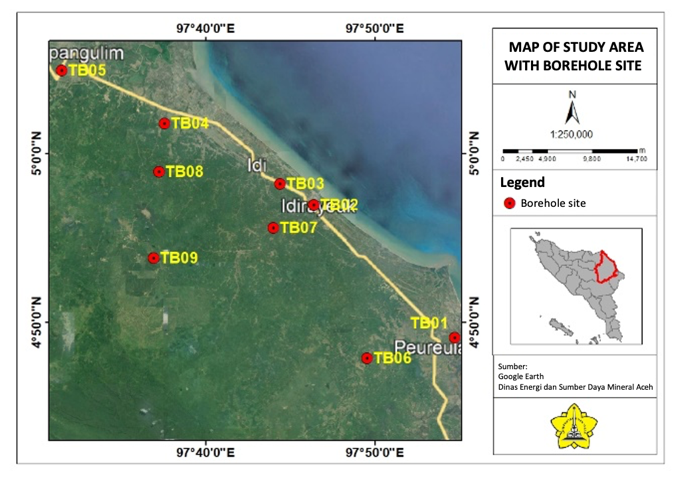 97°40'0"E
97°50'0"E
pangulim
TB05
TB04
5°0'0"N
5°0'0"N
Idi
TB08
TB03
TB02
TB07
TB09
4°50'0"N
4°50'0"N
TB01
Peureula
TB06
97°40'0"E
97°50'0"E
MAP OF STUDY AREA
WITH BOREHOLE SITE
N
1:250,000
m
0 2,450 4,900 9,800 14,700
Legend
Borehole site
Sumber:
Google Earth
Dinas Energi dan Sumber Daya Mineral Aceh